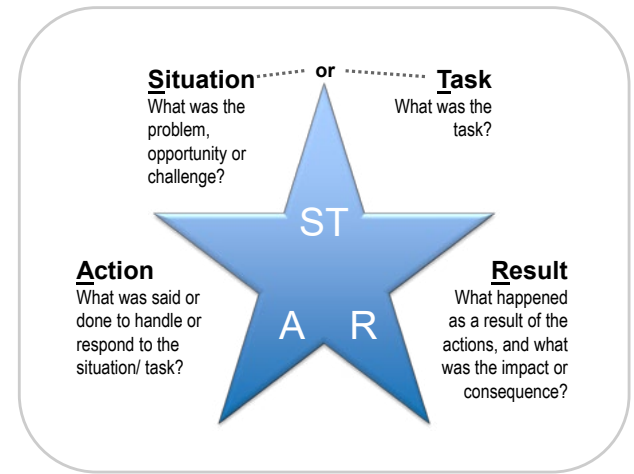 Situation or Task
What was the
problem,
opportunity or
challenge?
What was the
task?
ST
Action
What was said or
done to handle or
respond to the
situation/ task?
A R
Result
What happened
as a result of the
actions, and what
was the impact or
consequence?